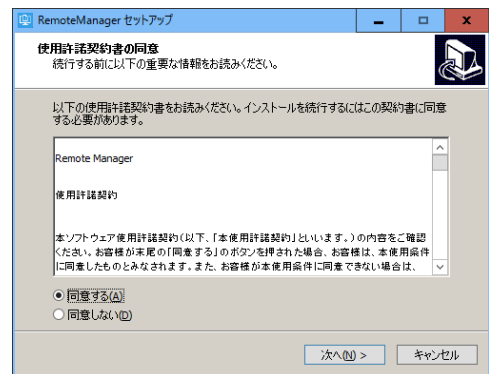 RemoteManager セットアップ
使用許諾契約書の同意
続行する前に以下の重要な情報をお読みください。
以下の使用許諾契約書をお読みください。インストールを続行するにはこの契約書に同意
する必要があります。
Remote Manager
使用許諾契約
本ソフトウェア使用許諾契約(以下、「本使用許諾契約」といいます。)の内容をご確認
ください。お客様が末尾の「同意する」のボタンを押された場合、お客様は、本使用条件
に同意したものとみなされます。また、お客様が本使用条件に同意できない場合は、
同意する(A)
同意しない(D)
次へ(N) >
キャンセル